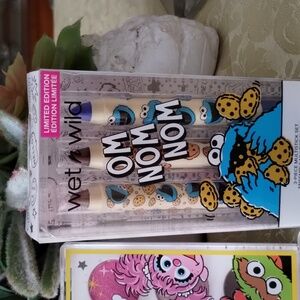 LIMITED EDITION
ÉDITION LIMITÉE
wet n wild
OM
NOM
NOM